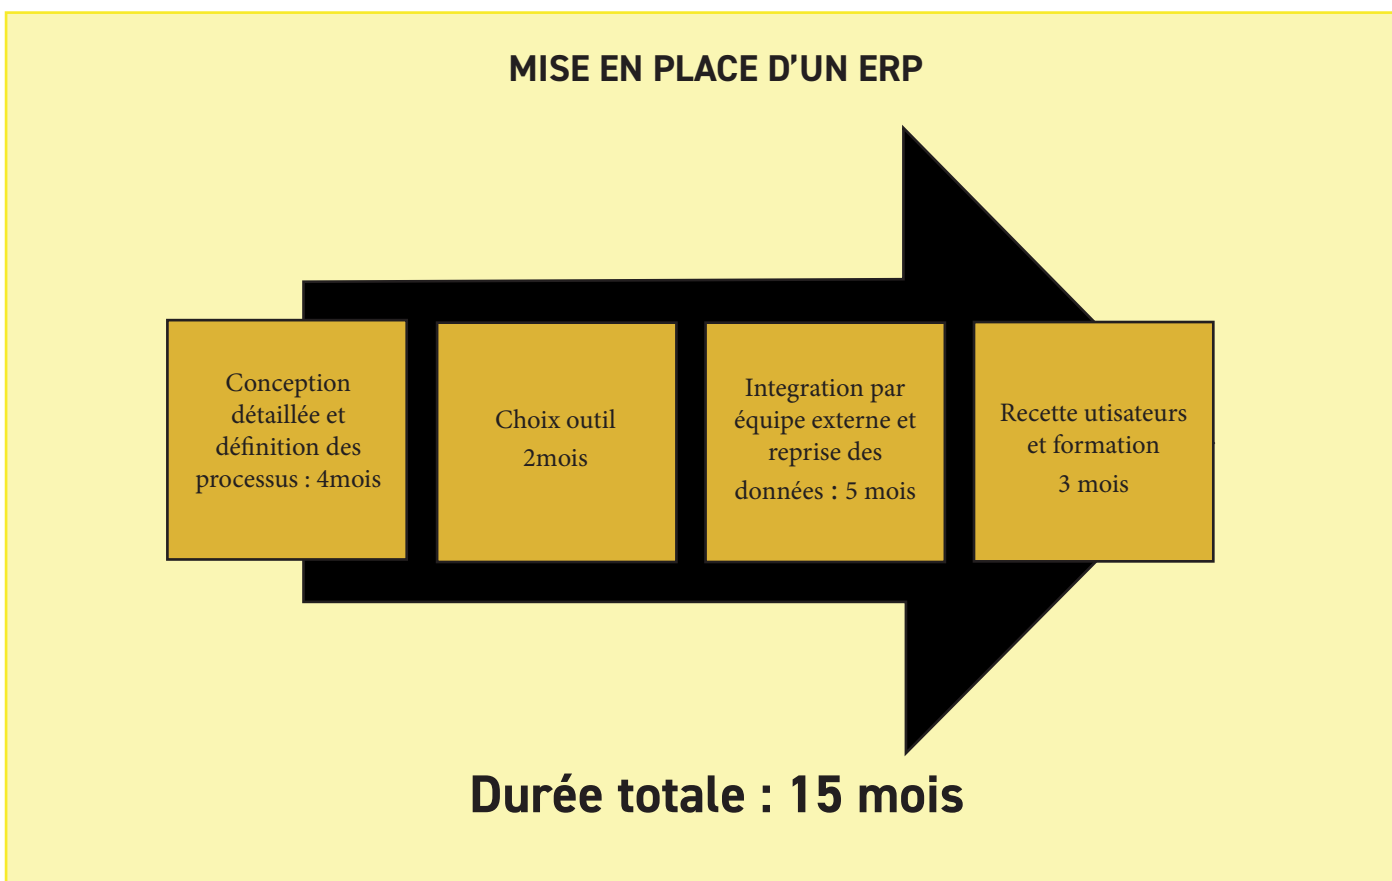 MISE EN PLACE D'UN ERP
Conception
détaillée et
définition des
processus : 4mois
Choix outil
2mois
Integration par
équipe externe et
reprise des
données : 5 mois
Recette utisateurs
et formation
3 mois
Durée totale : 15 mois